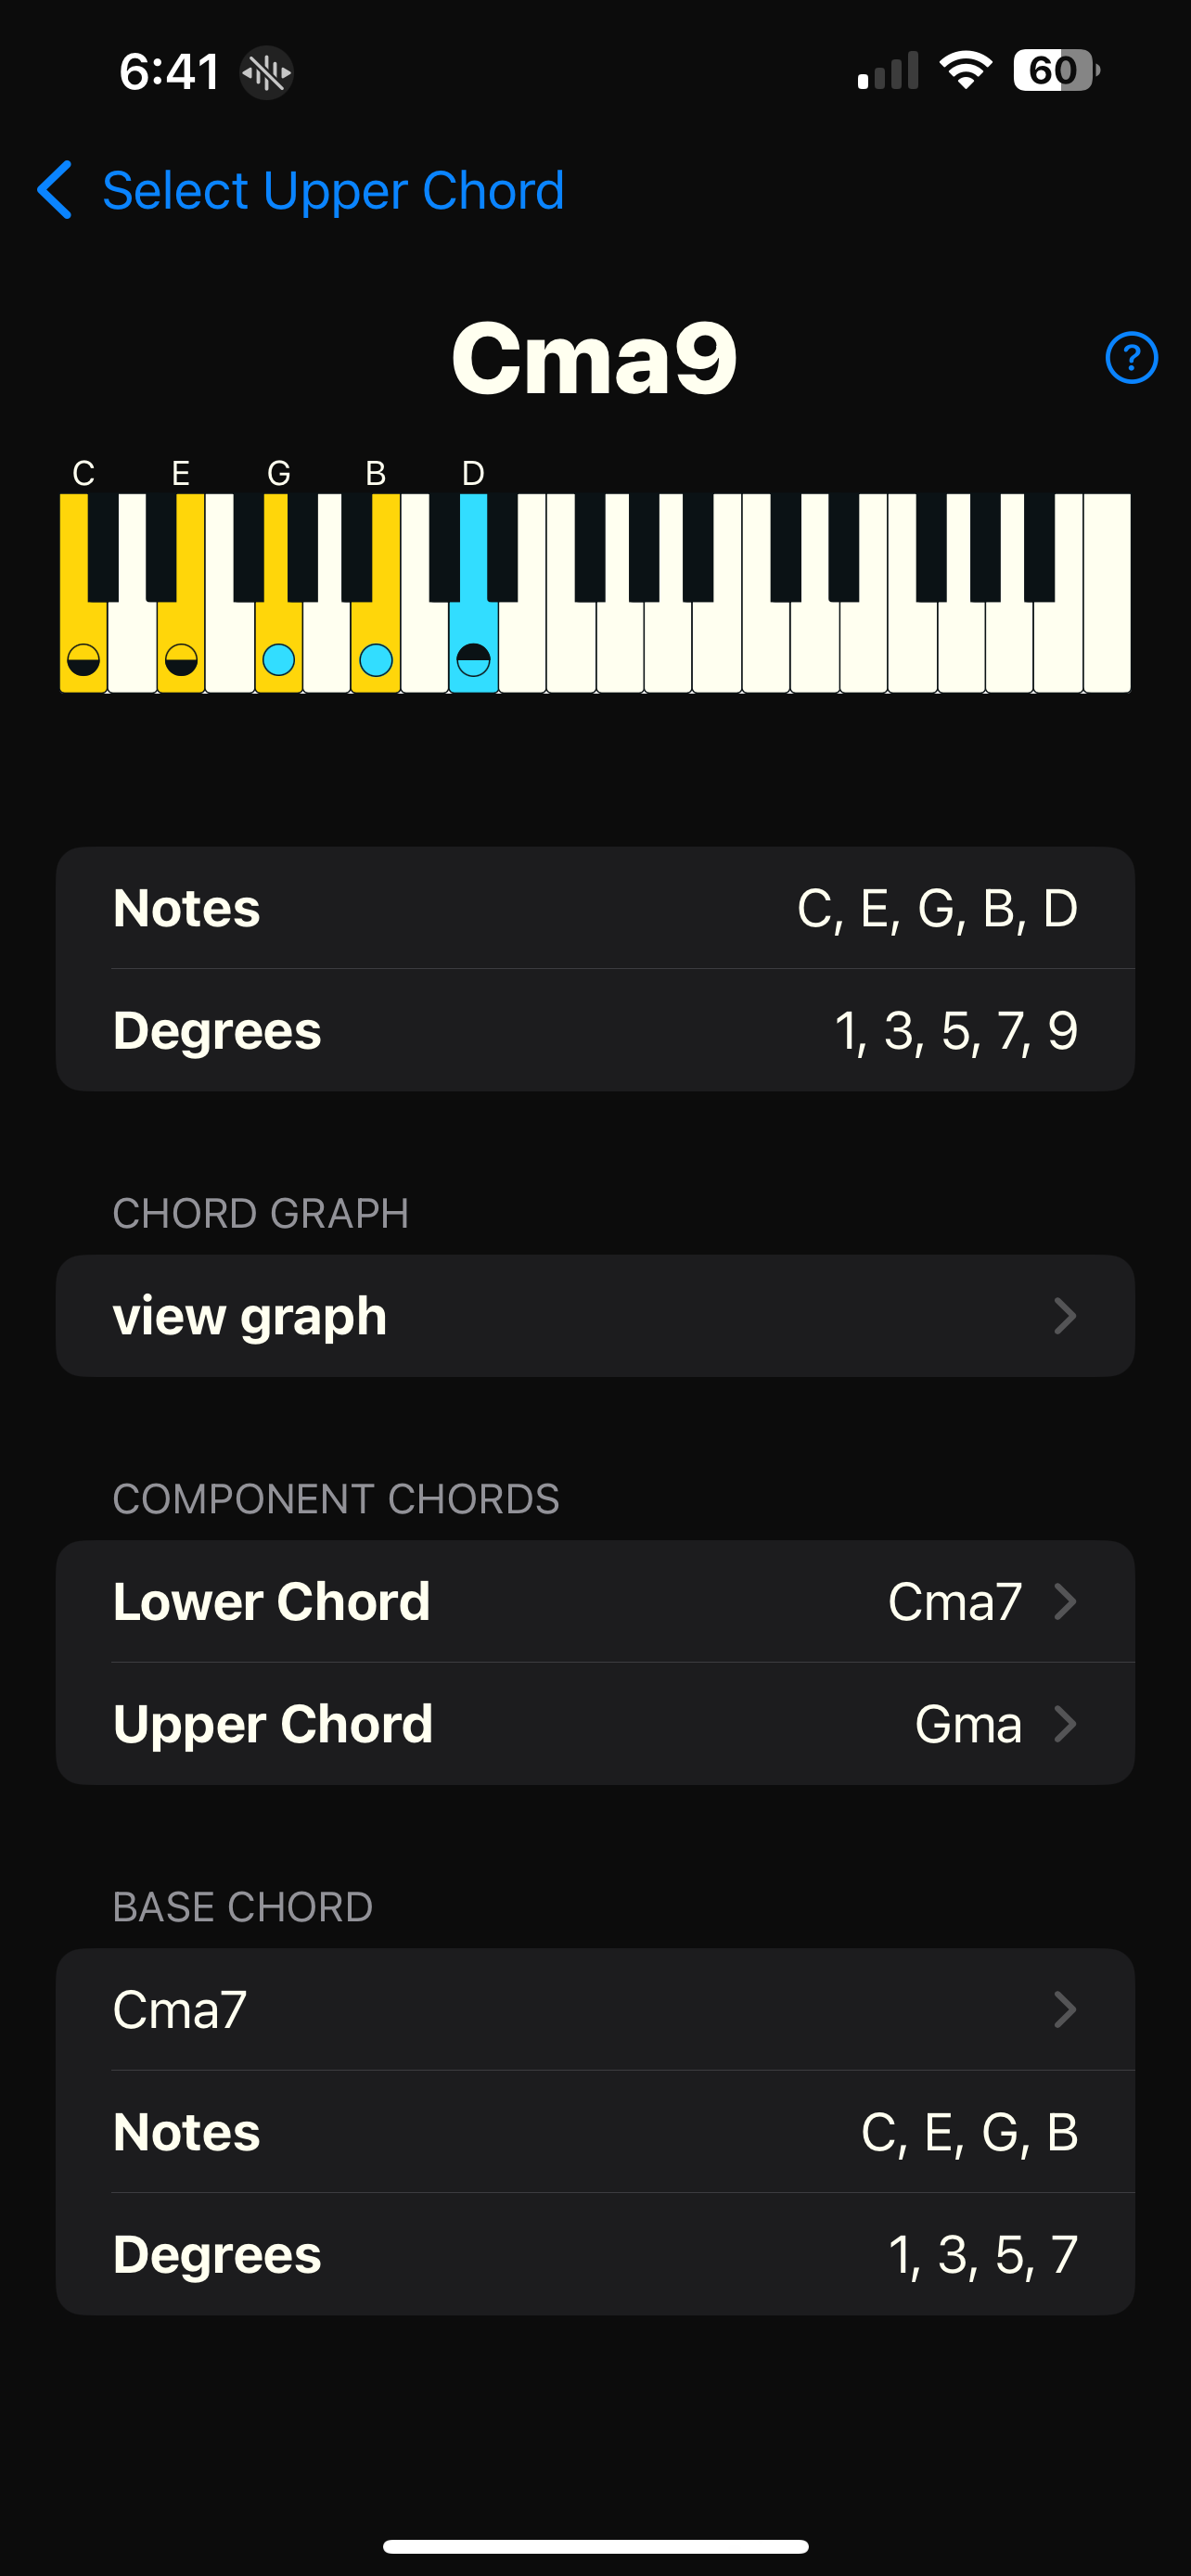 6:41
60
Select Upper Chord
Cma9
?
C E G B D
Notes C, E, G, B, D
Degrees 1, 3, 5, 7, 9
CHORD GRAPH
view graph
COMPONENT CHORDS
Lower Chord Cma7
Upper Chord Gma
BASE CHORD
Cma7
Notes C, E, G, B
Degrees 1, 3, 5, 7